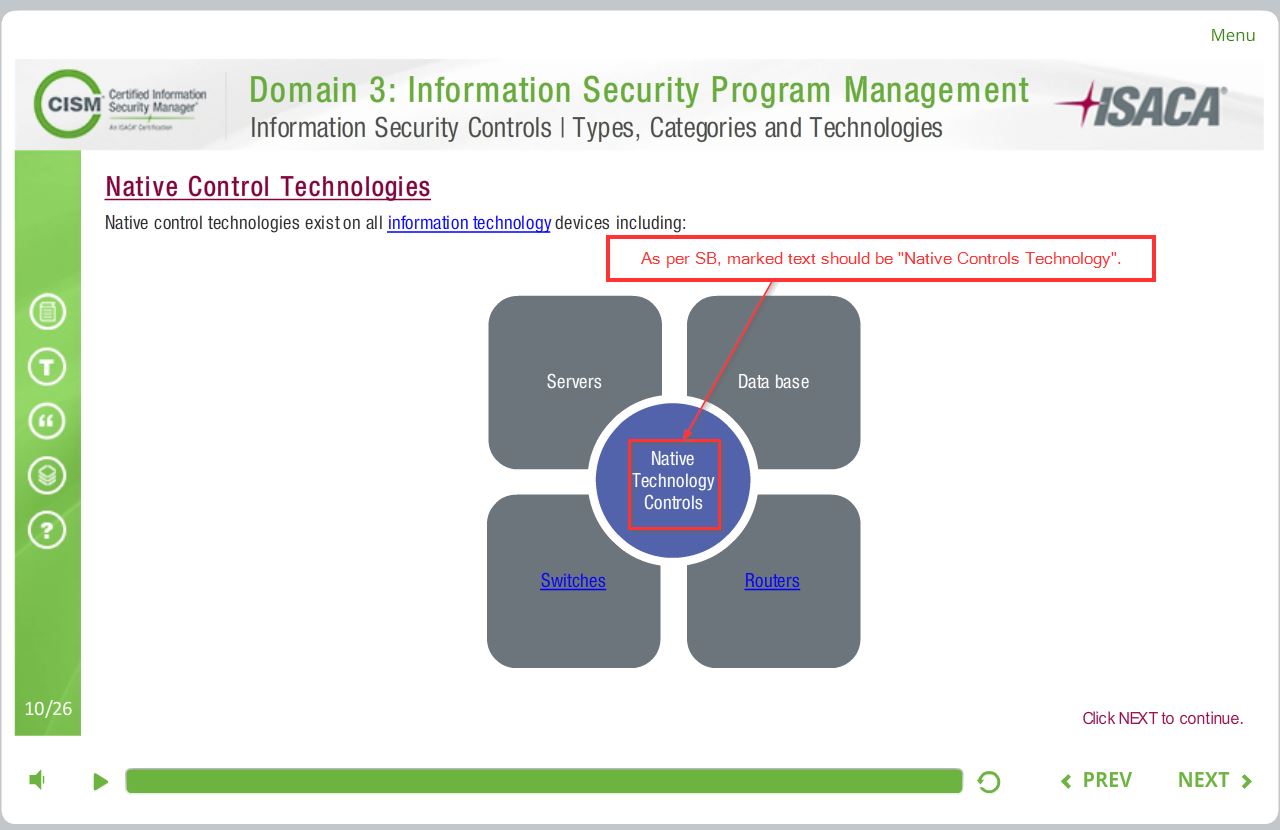 Menu
CISM
Certified Information
Security Manager®
An ISACA® Certification
Domain 3: Information Security Program Management
Information Security Controls | Types, Categories and Technologies
ISACA®
Native Control Technologies
Native control technologies exist on all information technology devices including:
As per SB, marked text should be "Native Controls Technology".
Servers
Data base
Native
Technology
Controls
Switches
Routers
T
“
?
10/26
Click NEXT to continue.
PREV
NEXT